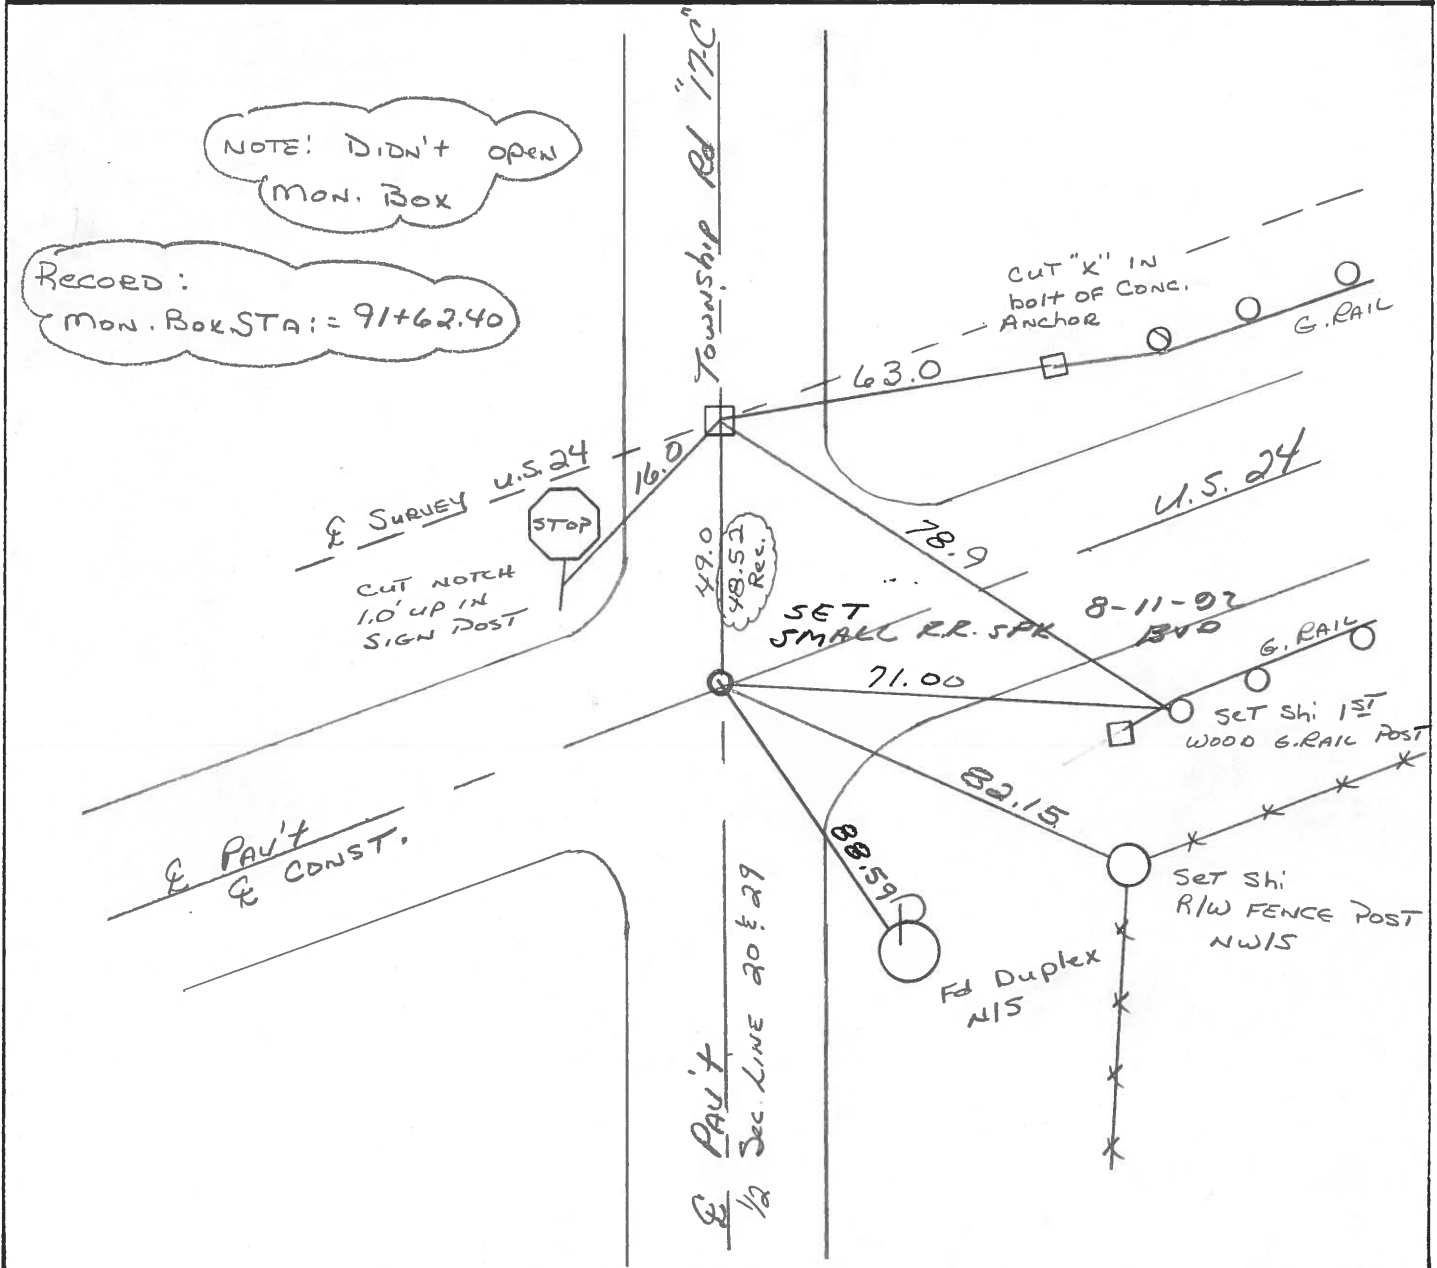 NOTE! DIDN't open
MON. BOX
RECORD:
MON. BOX STA: = 91+62.40
Township Rd "17-C"
CUT "X" IN
bolt OF CONC.
ANChOR
G. RAIL
63.0
℄ SURVEY U.S. 24
16.0
STOP
CUT NOTCH
1.0' UP IN
SIGN POST
49.0
48.52
Rec.
78.9
U.S. 24
SET
SMALL R.R. SPK
8-11-92
BVD
G. RAIL
71.00
SET Shi 1ST
WOOD G.RAIL POST
82.15
88.59
℄ PAV't
℄ CONST.
SET Shi
R/W FENCE POST
NW/S
Fd Duplex
N/S
℄ PAV't
1/2 Sec. LINE 20 & 29